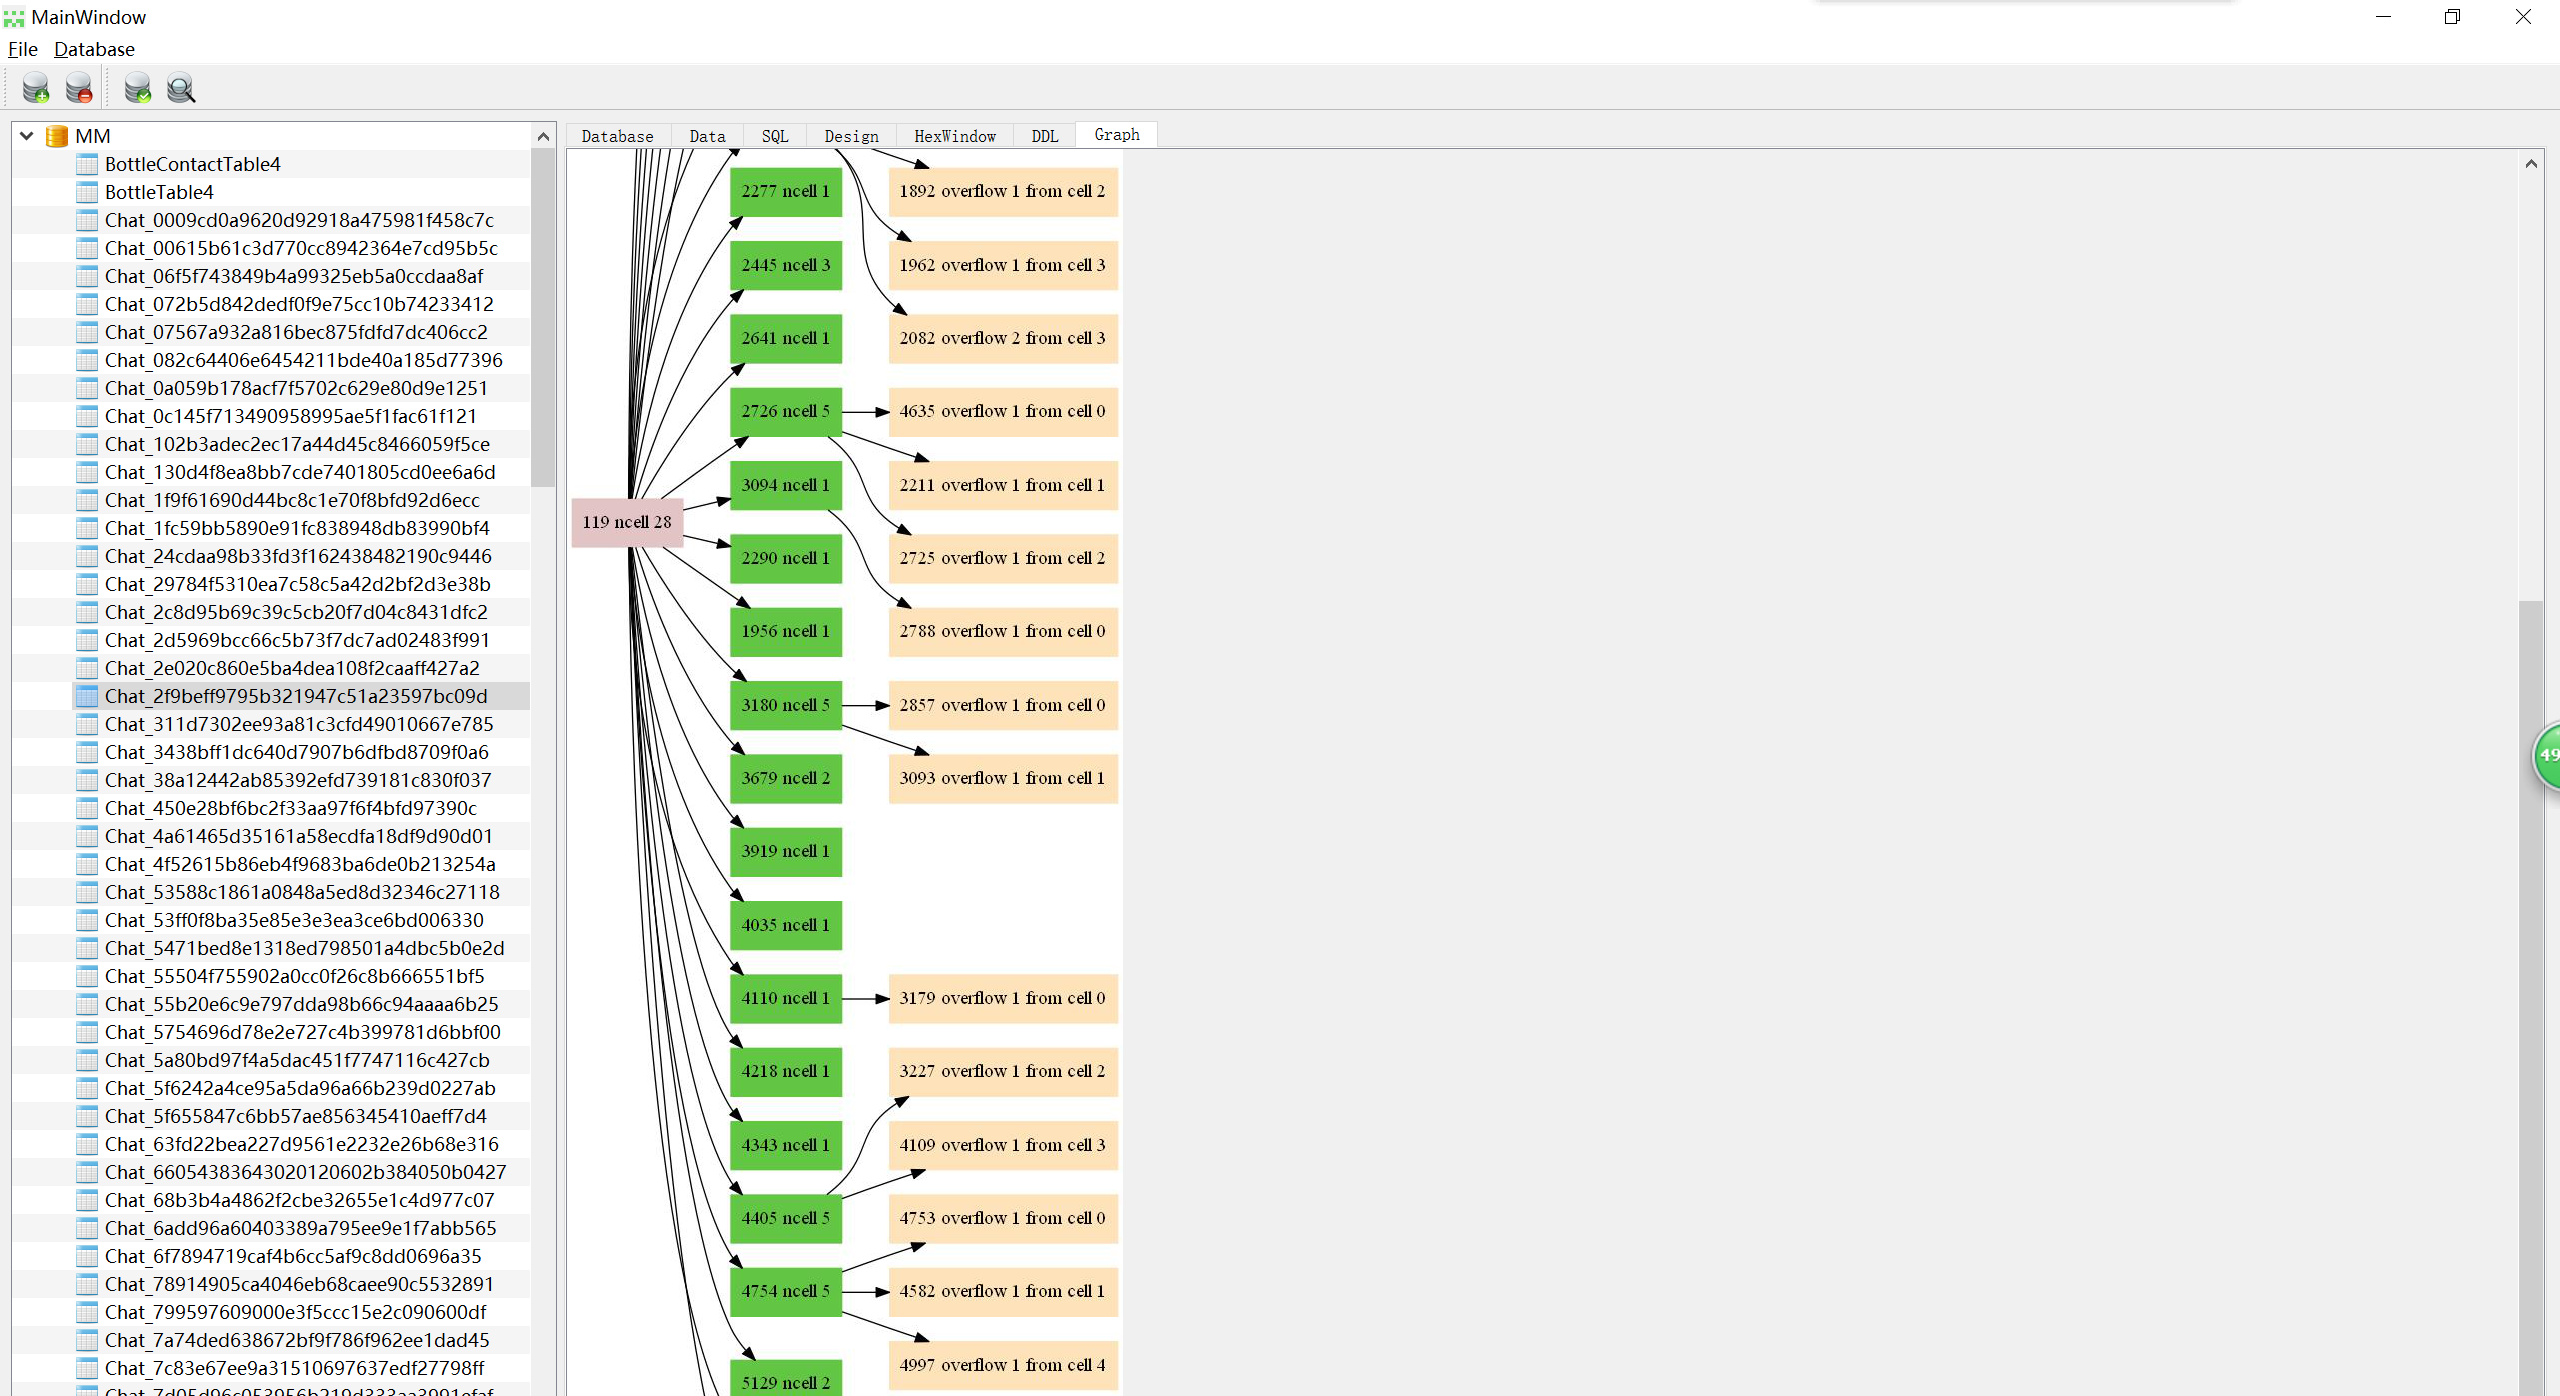 MainWindow
File Database
MM
BottleContactTable4
BottleTable4
Chat_0009cd0a9620d92918a475981f458c7c
Chat_00615b61c3d770cc8942364e7cd95b5c
Chat_06f5f743849b4a99325eb5a0ccdaa8af
Chat_072b5d842dedf0f9e75cc10b74233412
Chat_07567a932a816bec875fdfd7dc406cc2
Chat_082c64406e6454211bde40a185d77396
Chat_0a059b178acf7f5702c629e80d9e1251
Chat_0c145f713490958995ae5f1fac61f121
Chat_102b3adec2ec17a44d45c8466059f5ce
Chat_130d4f8ea8bb7cde7401805cd0ee6a6d
Chat_1f9f61690d44bc8c1e70f8bfd92d6ecc
Chat_1fc59bb5890e91fc838948db83990bf4
Chat_24cdaa98b33fd3f162438482190c9446
Chat_29784f5310ea7c58c5a42d2bf2d3e38b
Chat_2c8d95b69c39c5cb20f7d04c8431dfc2
Chat_2d5969bcc66c5b73f7dc7ad02483f991
Chat_2e020c860e5ba4dea108f2caaff427a2
Chat_2f9beff9795b321947c51a23597bc09d
Chat_311d7302ee93a81c3cfd49010667e785
Chat_3438bff1dc640d7907b6dfbd8709f0a6
Chat_38a12442ab85392efd739181c830f037
Chat_450e28bf6bc2f33aa97f6f4bfd97390c
Chat_4a61465d35161a58ecdfa18df9d90d01
Chat_4f52615b86eb4f9683ba6de0b213254a
Chat_53588c1861a0848a5ed8d32346c27118
Chat_53ff0f8ba35e85e3e3ea3ce6bd006330
Chat_5471bed8e1318ed798501a4dbc5b0e2d
Chat_55504f755902a0cc0f26c8b666551bf5
Chat_55b20e6c9e797dda98b66c94aaaa6b25
Chat_5754696d78e2e727c4b399781d6bbf00
Chat_5a80bd97f4a5dac451f7747116c427cb
Chat_5f6242a4ce95a5da96a66b239d0227ab
Chat_5f655847c6bb57ae856345410aeff7d4
Chat_63fd22bea227d9561e2232e26b68e316
Chat_66054383643020120602b384050b0427
Chat_68b3b4a4862f2cbe32655e1c4d977c07
Chat_6add96a60403389a795ee9e1f7abb565
Chat_6f7894719caf4b6cc5af9c8dd0696a35
Chat_78914905ca4046eb68caee90c5532891
Chat_799597609000e3f5ccc15e2c090600df
Chat_7a74ded638672bf9f786f962ee1dad45
Chat_7c83e67ee9a31510697637edf27798ff
Database Data SQL Design HexWindow DDL Graph
119 ncell 28
2277 ncell 1
2445 ncell 3
2641 ncell 1
2726 ncell 5
3094 ncell 1
2290 ncell 1
1956 ncell 1
3180 ncell 5
3679 ncell 2
3919 ncell 1
4035 ncell 1
4110 ncell 1
4218 ncell 1
4343 ncell 1
4405 ncell 5
4754 ncell 5
5129 ncell 2
1892 overflow 1 from cell 2
1962 overflow 1 from cell 3
2082 overflow 2 from cell 3
4635 overflow 1 from cell 0
2211 overflow 1 from cell 1
2725 overflow 1 from cell 2
2788 overflow 1 from cell 0
2857 overflow 1 from cell 0
3093 overflow 1 from cell 1
3179 overflow 1 from cell 0
3227 overflow 1 from cell 2
4109 overflow 1 from cell 3
4753 overflow 1 from cell 0
4582 overflow 1 from cell 1
4997 overflow 1 from cell 4
49